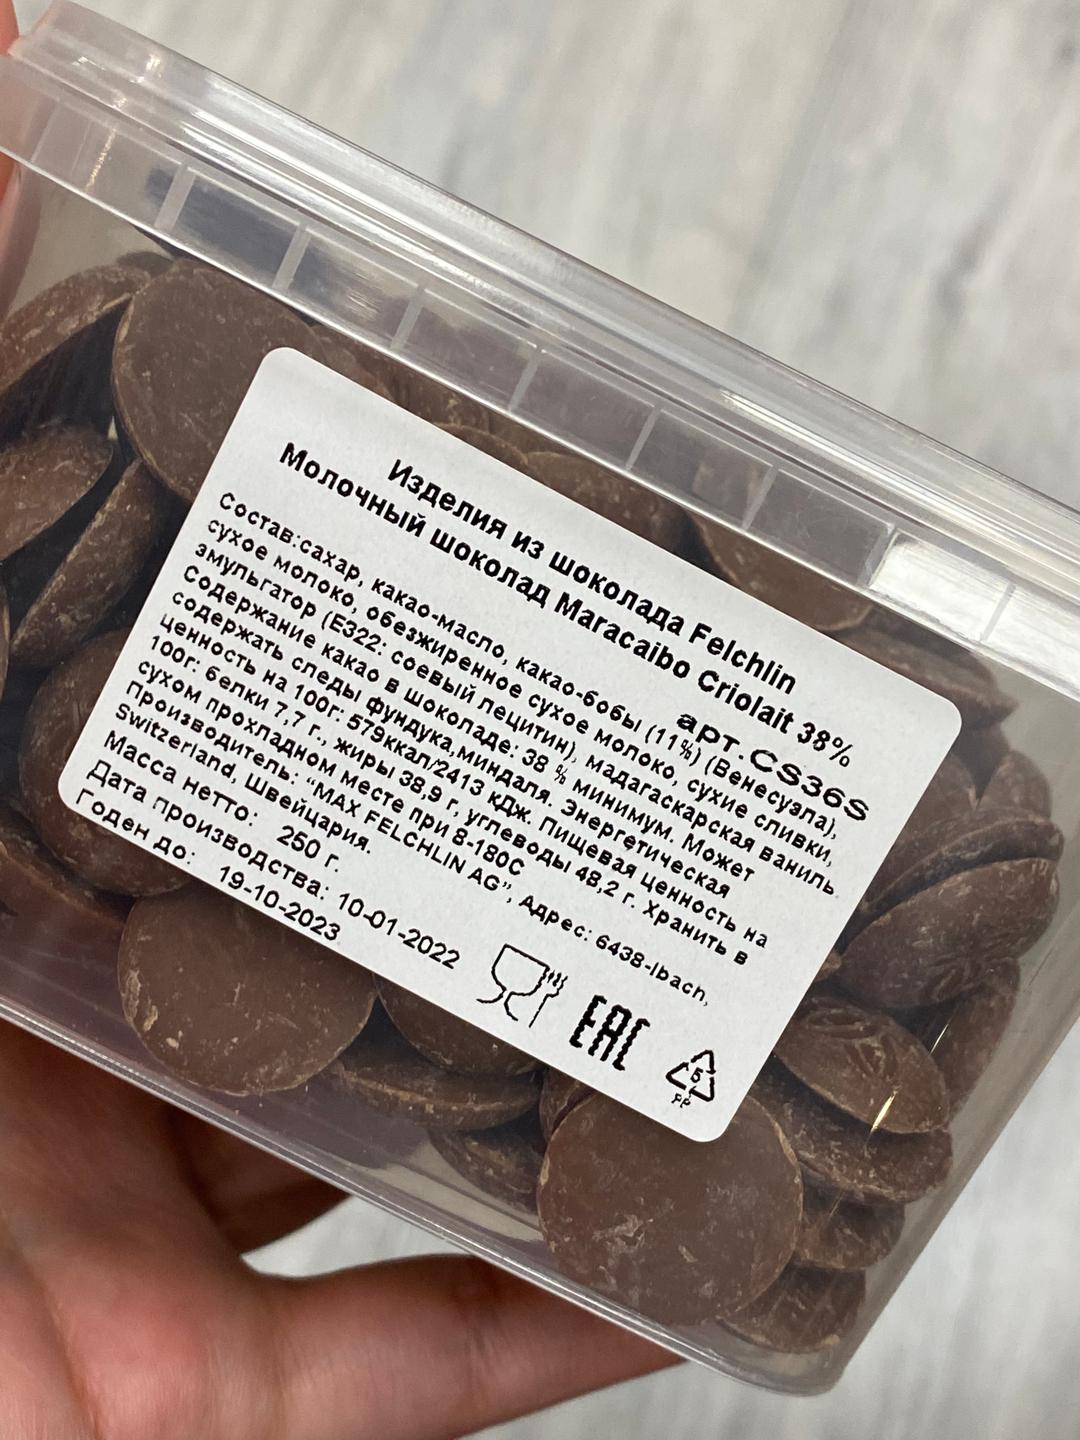 Изделия из шоколада Felchlin
Молочный шоколад Maracaibo Criolait 38%
арт.CS36S
Состав:сахар, какао-масло, какао-бобы (11%) (Венесуэла),
сухое молоко, обезжиренное сухое молоко, сухие сливки,
эмульгатор (Е322: соевый лецитин), мадагаскарская ваниль.
Содержание какао в шоколаде: 38 % минимум. Может
содержать следы фундука,миндаля. Энергетическая
ценность на 100г: 579ккал/2413 кДж. Пищевая ценность на
100г: белки 7,7 г., жиры 38,9 г, углеводы 48,2 г. Хранить в
сухом прохладном месте при 8-180С
Производитель: “MAX FELCHLIN AG”, Адрес: 6438-Ibach,
Switzerland, Швейцария.
Масса нетто: 250 г.
Дата производства: 10-01-2022
Годен до: 19-10-2023
EAC
5
PP